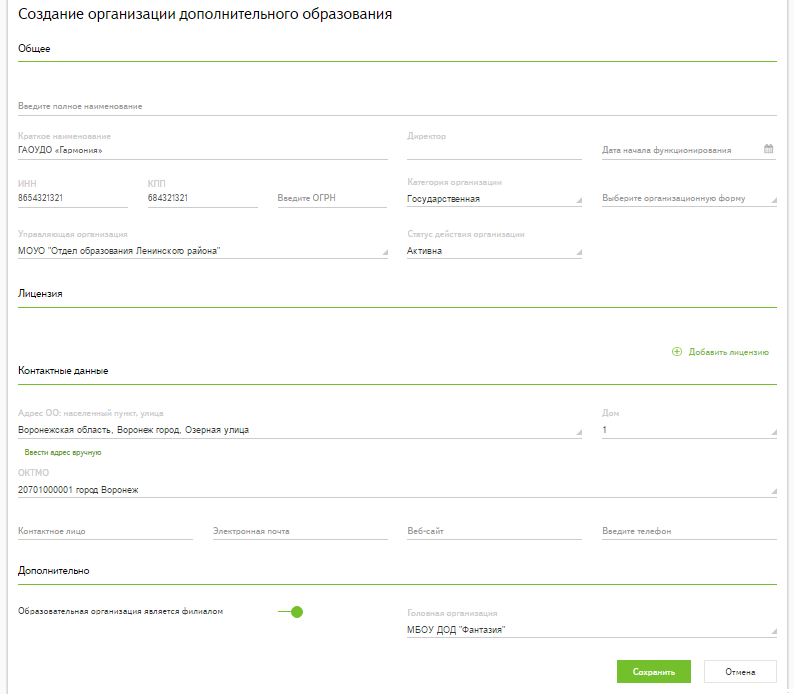 Создание организации дополнительного образования
Общее
Введите полное наименование
Краткое наименование
ГАОУДО «Гармония»
Директор
Дата начала функционирования
ИНН
8654321321
КПП
684321321
Введите ОГРН
Категория организации
Государственная
Выберите организационную форму
Управляющая организация
МОУО "Отдел образования Ленинского района"
Статус действия организации
Активна
Лицензия
Добавить лицензию
Контактные данные
Адрес ОО: населенный пункт, улица
Воронежская область, Воронеж город, Озерная улица
Дом
1
Ввести адрес вручную
ОКТМО
20701000001 город Воронеж
Контактное лицо
Электронная почта
Веб-сайт
Введите телефон
Дополнительно
Образовательная организация является филиалом
Головная организация
МБОУ ДОД "Фантазия"
Сохранить
Отмена